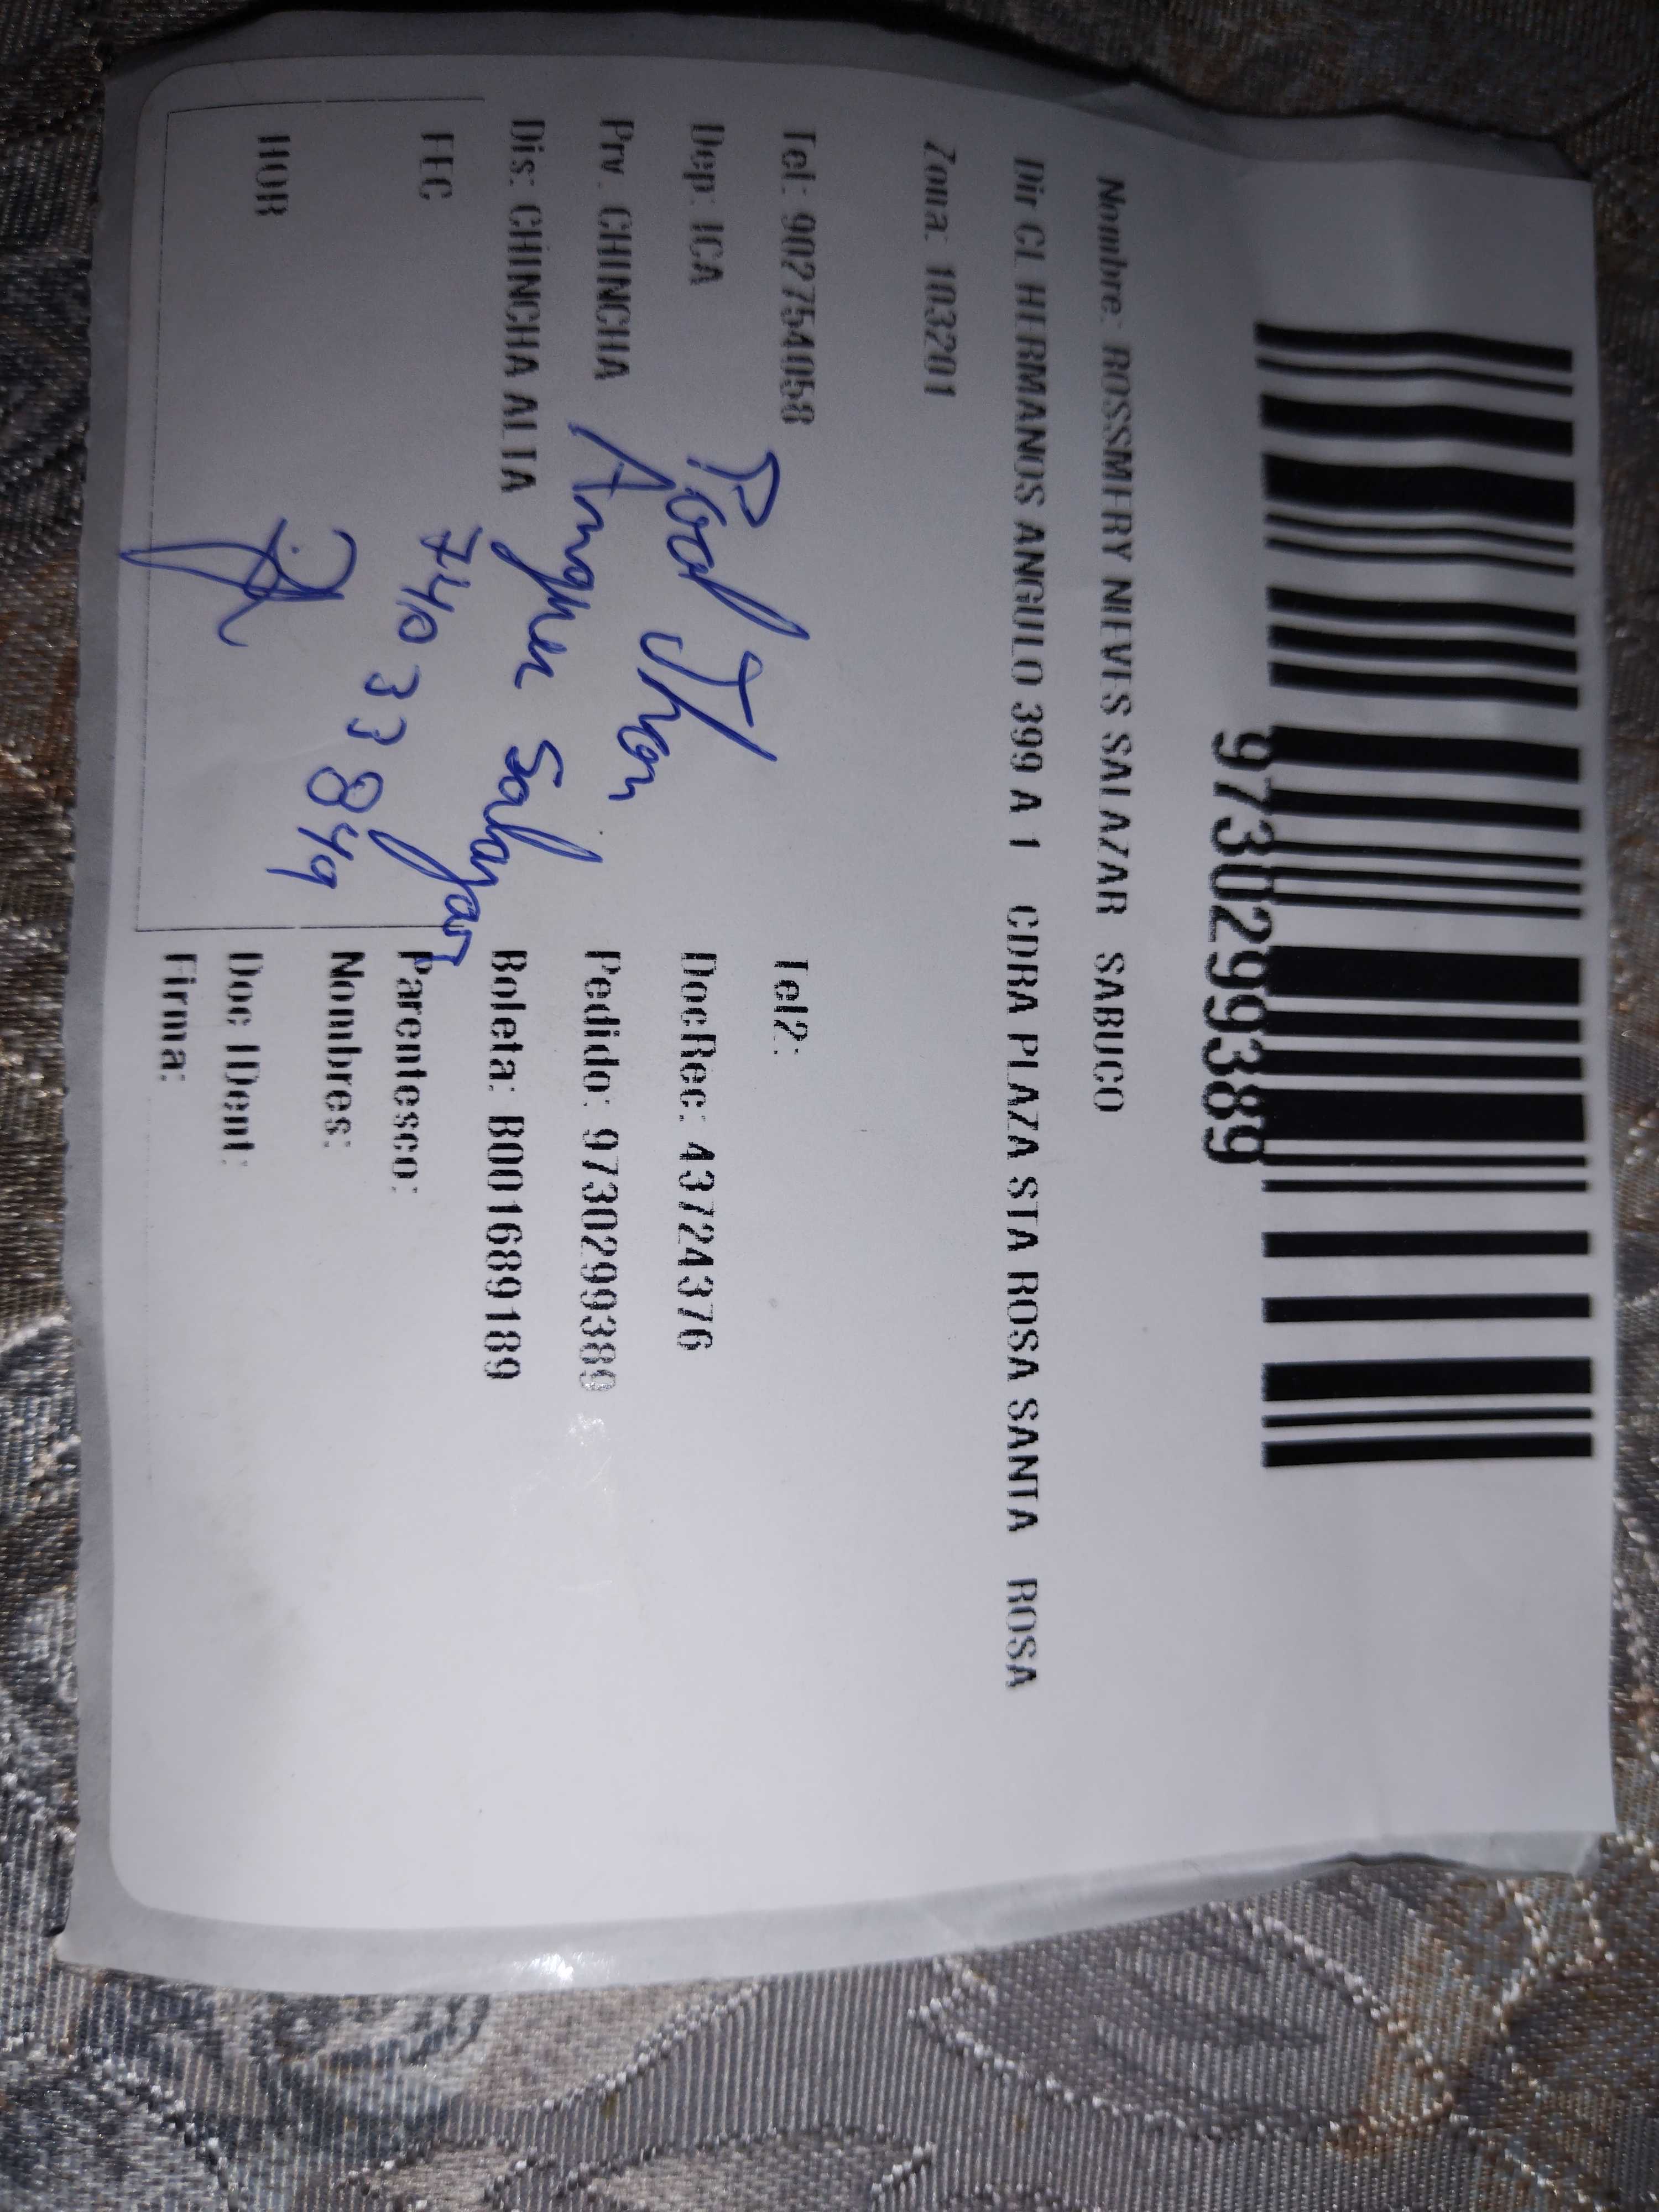 9730299389
Nombre: ROSSMERY NIEVES SALAZAR SABUCO
Dir CL HERMANOS ANGULO 399 A 1 CDRA PLAZA STA ROSA SANTA ROSA
Zona: 103201
Tel: 902754058 Tel2:
Dep: ICA DocRec: 43724376
Prv. CHINCHA Pedido: 9730299389
Dis: CHINCHA ALTA Boleta: B001689189
FEC Parentesco:
Nombres:
HOR Doc IDent:
Firma:
Jhon
Salazar
74033849